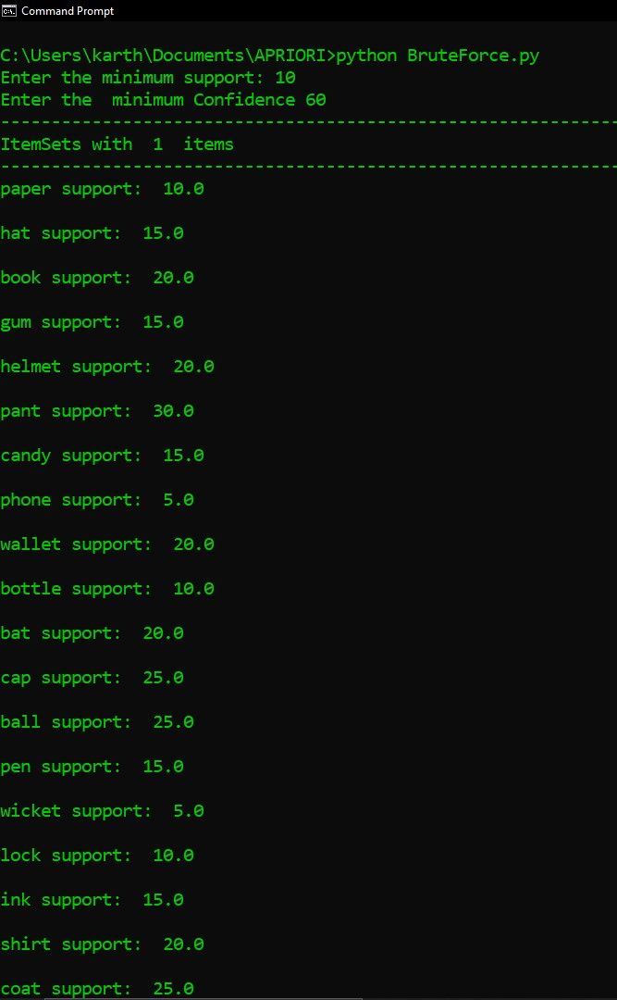 Command Prompt
C:\Users\karth\Documents\APRIORI>python BruteForce.py
Enter the minimum support: 10
Enter the  minimum Confidence 60
-------------------------------------------------------------
ItemSets with  1  items
-------------------------------------------------------------
paper support:  10.0
hat support:  15.0
book support:  20.0
gum support:  15.0
helmet support:  20.0
pant support:  30.0
candy support:  15.0
phone support:  5.0
wallet support:  20.0
bottle support:  10.0
bat support:  20.0
cap support:  25.0
ball support:  25.0
pen support:  15.0
wicket support:  5.0
lock support:  10.0
ink support:  15.0
shirt support:  20.0
coat support:  25.0